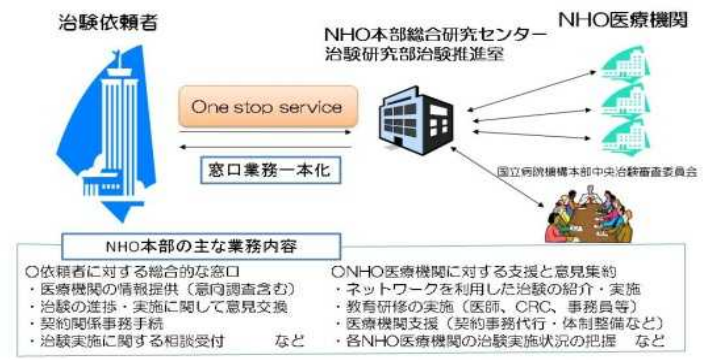 治験依頼者
NHO本部総合研究センター
治験研究部治験推進室
NHO医療機関
One stop service
窓口業務一本化
国立病院機構本部中央治験審査委員会
NHO本部の主な業務内容
○依頼者に対する総合的な窓口
・医療機関の情報提供（意向調査含む）
・治験の進捗・実施に関して意見交換
・契約関係事務手続
・治験実施に関する相談受付 など
○NHO医療機関に対する支援と意見集約
・ネットワークを利用した治験の紹介・実施
・教育研修の実施（医師、CRC、事務員等）
・医療機関支援（契約事務代行・体制整備など）
・各NHO医療機関の治験実施状況の把握 など